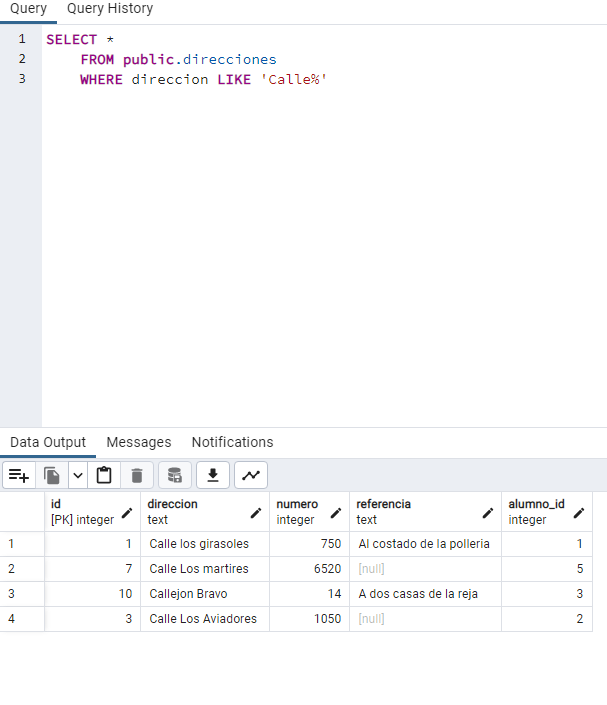 Query Query History
1 SELECT *
2 FROM public.direcciones
3 WHERE direccion LIKE 'Calle%'
Data Output Messages Notifications
id direccion numero referencia alumno_id
[PK] integer text integer text integer
1 1 Calle los girasoles 750 Al costado de la polleria 1
2 7 Calle Los martires 6520 [null] 5
3 10 Callejon Bravo 14 A dos casas de la reja 3
4 3 Calle Los Aviadores 1050 [null] 2